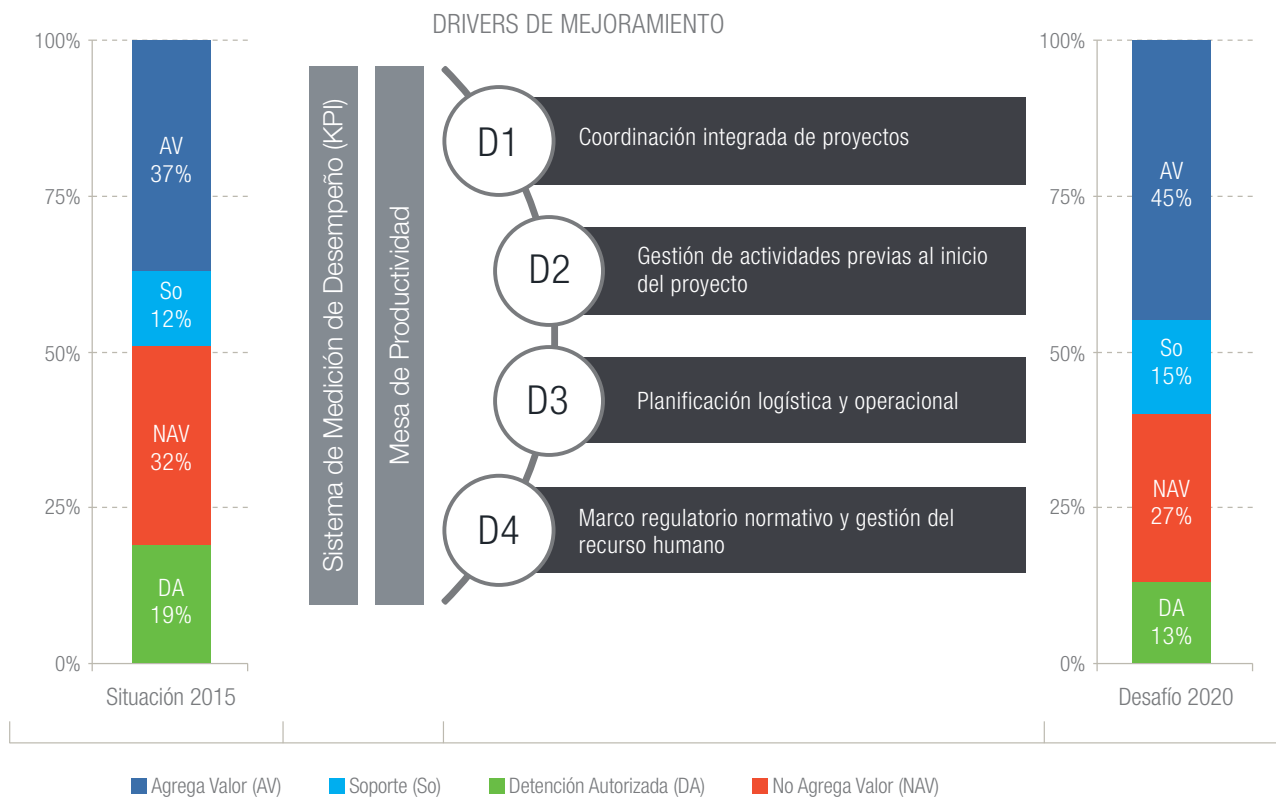 DRIVERS DE MEJORAMIENTO
100%
75%
50%
25%
0%
AV
37%
So
12%
NAV
32%
DA
19%
Situación 2015
Sistema de Medición de Desempeño (KPI)
Mesa de Productividad
D1
Coordinación integrada de proyectos
D2
Gestión de actividades previas al inicio
del proyecto
D3
Planificación logística y operacional
D4
Marco regulatorio normativo y gestión del
recurso humano
100%
75%
50%
25%
0%
AV
45%
So
15%
NAV
27%
DA
13%
Desafío 2020
Agrega Valor (AV)
Soporte (So)
Detención Autorizada (DA)
No Agrega Valor (NAV)